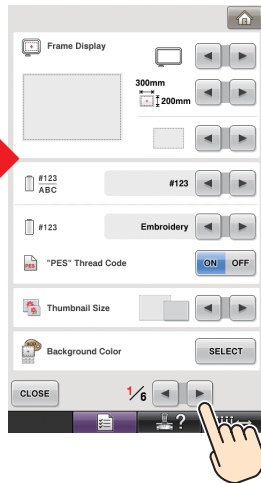 Frame Display
300mm
200mm
#123
ABC
#123
#123
Embroidery
PES
"PES" Thread Code
ON OFF
Thumbnail Size
Background Color
SELECT
CLOSE
1/6
?